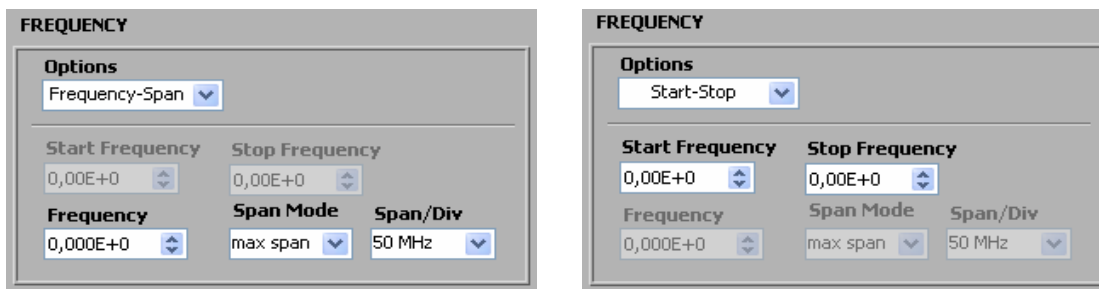 FREQUENCY
Options
Frequency-Span
Start Frequency Stop Frequency
0,00E+0 0,00E+0
Frequency Span Mode Span/Div
0,000E+0 max span 50 MHz
FREQUENCY
Options
Start-Stop
Start Frequency Stop Frequency
0,00E+0 0,00E+0
Frequency Span Mode Span/Div
0,000E+0 max span 50 MHz